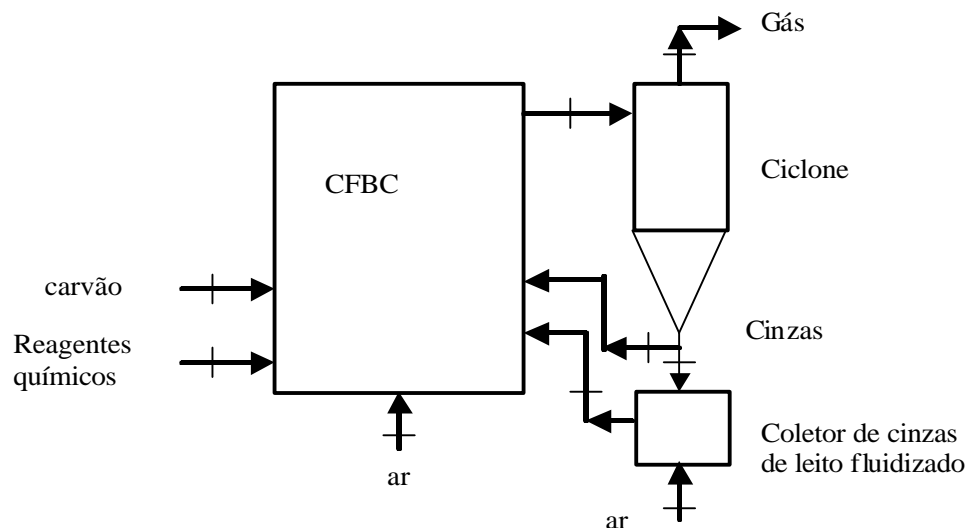 Gás
CFBC
Ciclone
carvão
Cinzas
Reagentes
químicos
Coletor de cinzas
de leito fluidizado
ar
ar